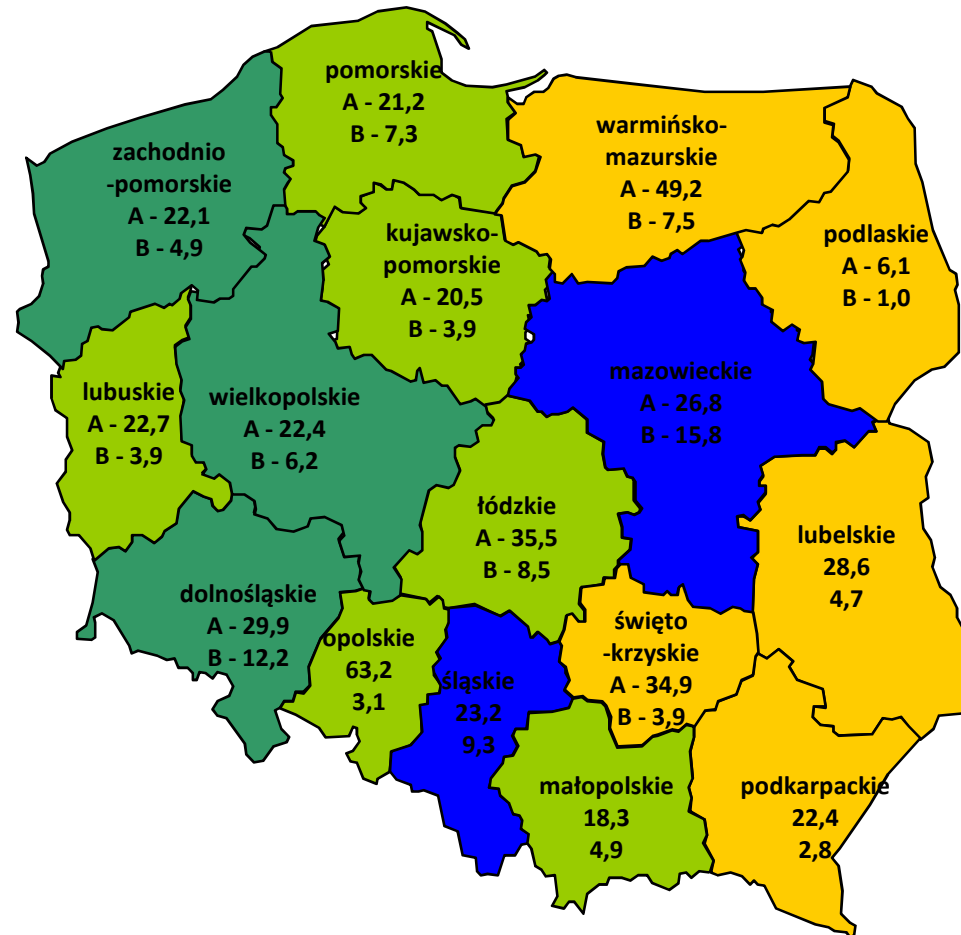 pomorskie
A - 21,2
B - 7,3
warmińsko-
mazurskie
A - 49,2
B - 7,5
zachodnio
-pomorskie
A - 22,1
B - 4,9
kujawsko-
pomorskie
A - 20,5
B - 3,9
podlaskie
A - 6,1
B - 1,0
mazowieckie
A - 26,8
B - 15,8
lubuskie
A - 22,7
B - 3,9
wielkopolskie
A - 22,4
B - 6,2
łódzkie
A - 35,5
B - 8,5
lubelskie
28,6
4,7
dolnośląskie
A - 29,9
B - 12,2
opolskie
63,2
3,1
śląskie
23,2
9,3
święto
-krzyskie
A - 34,9
B - 3,9
małopolskie
18,3
4,9
podkarpackie
22,4
2,8